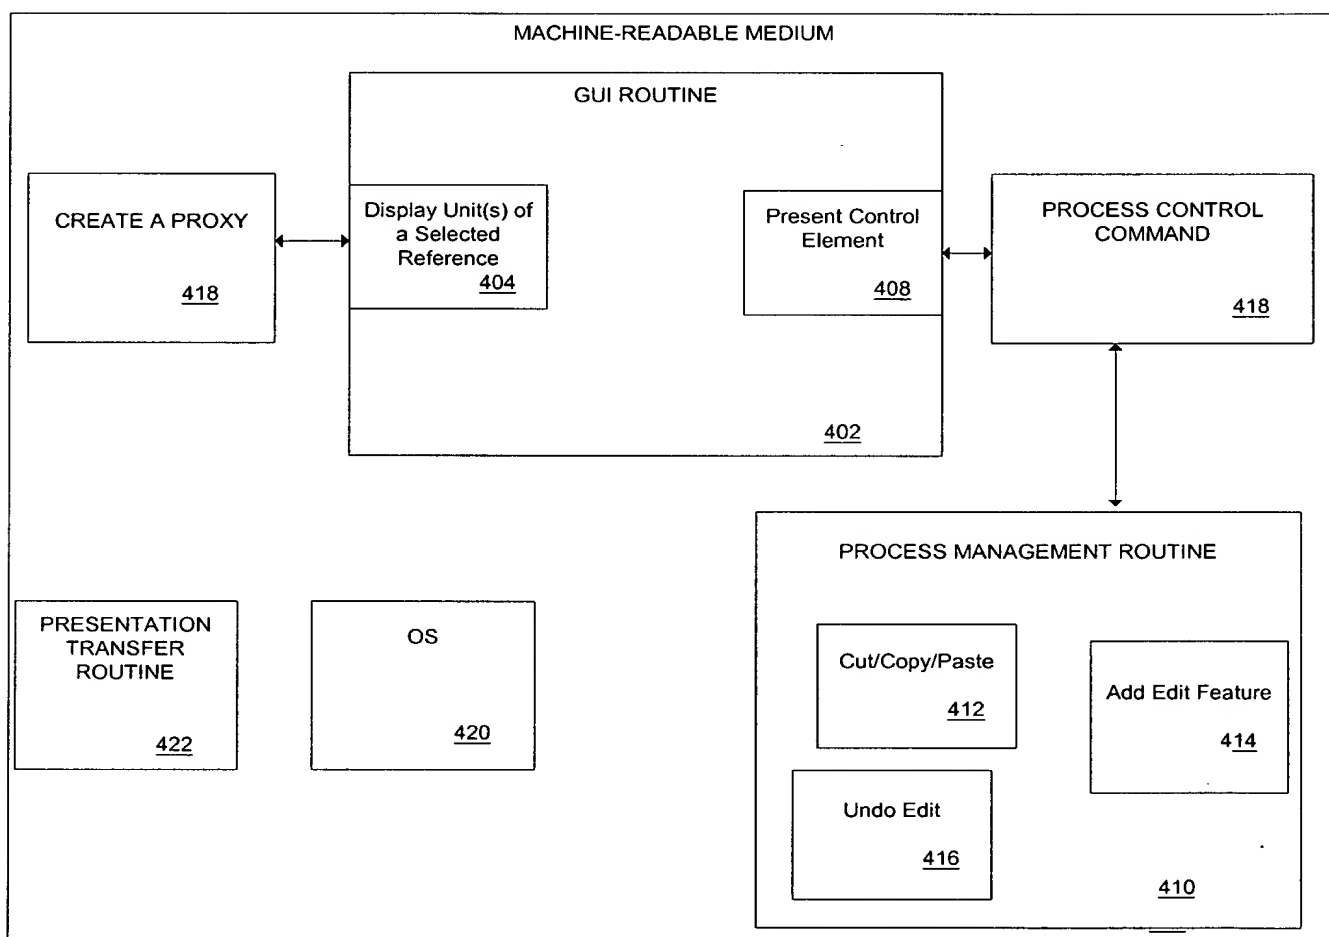 MACHINE-READABLE MEDIUM
GUI ROUTINE
CREATE A PROXY
418
Display Unit(s) of
a Selected
Reference
404
Present Control
Element
408
PROCESS CONTROL
COMMAND
418
402
PROCESS MANAGEMENT ROUTINE
PRESENTATION
TRANSFER
ROUTINE
422
OS
420
Cut/Copy/Paste
412
Add Edit Feature
414
Undo Edit
416
410